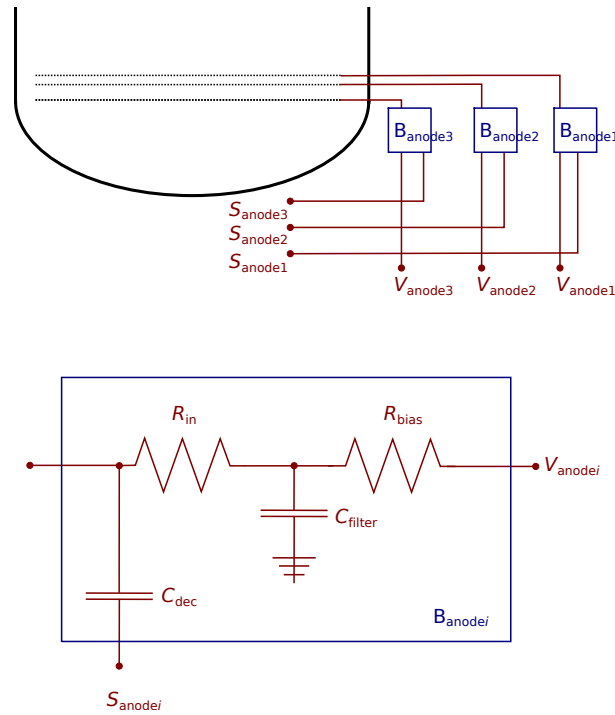 B_anode3 B_anode2 B_anode1
S_anode3
S_anode2
S_anode1
V_anode3 V_anode2 V_anode1
R_in R_bias
V_anodei
C_filter
C_dec
B_anodei
S_anodei